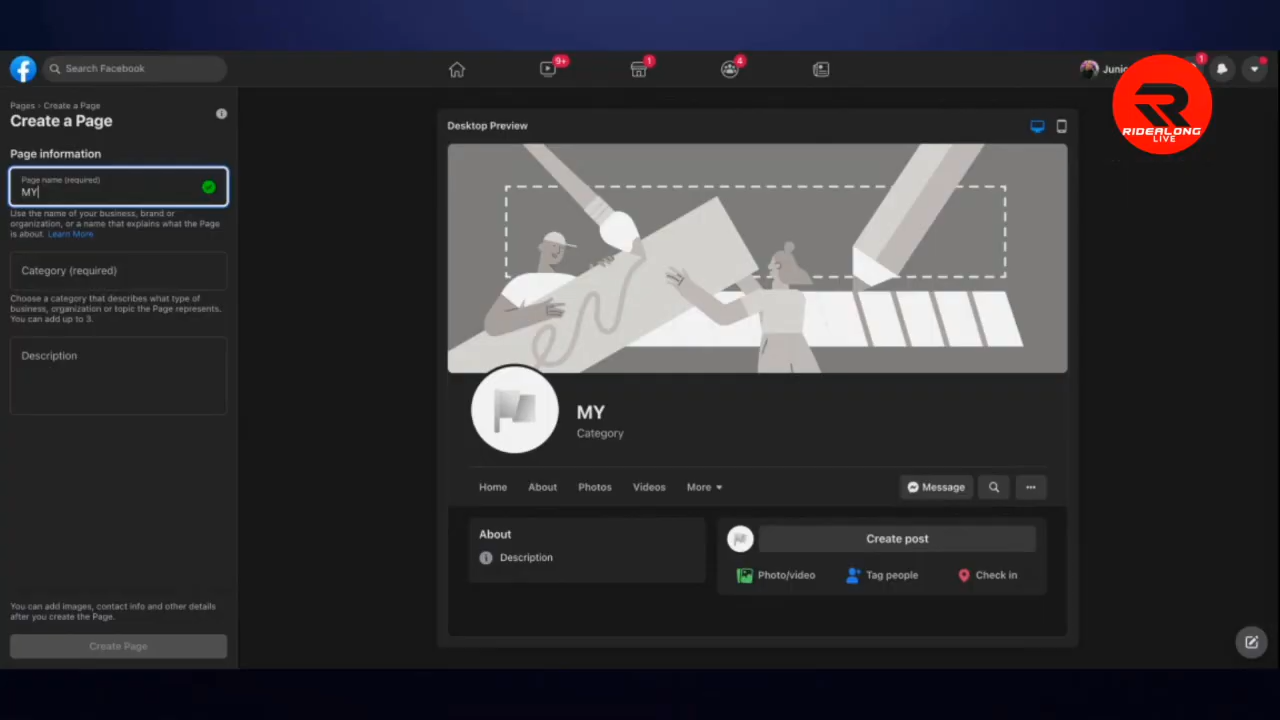 Search Facebook
9+
1
4
1
RIDEALONG
LIVE
Pages › Create a Page
Create a Page
Page information
Page name (required)
MY
Use the name of your business, brand or
organization, or a name that explains what the Page
is about. Learn More
Category (required)
Choose a category that describes what type of
business, organization or topic the Page represents.
You can add up to 3.
Description
You can add images, contact info and other details
after you create the Page.
Create Page
Desktop Preview
MY
Category
Home About Photos Videos More
Message
About
Description
Create post
Photo/video Tag people Check in